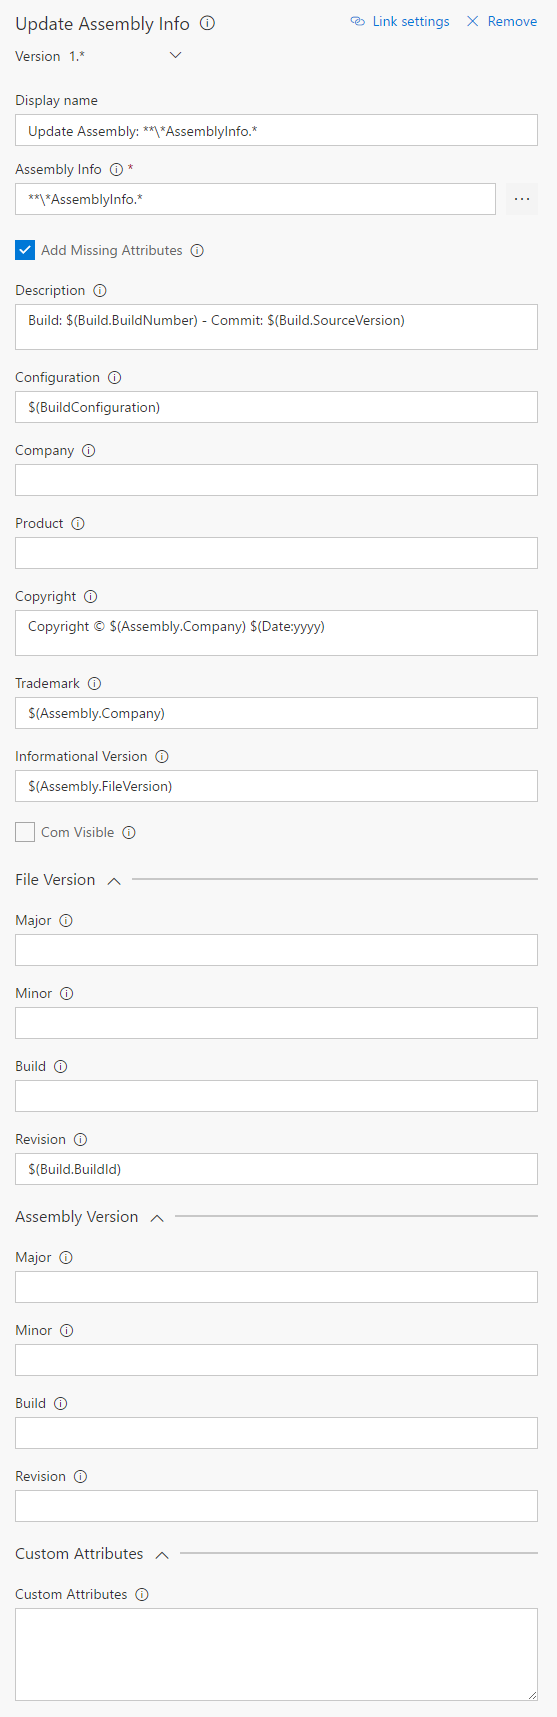 Update Assembly Info
Link settings
Remove
Version 1.*
Display name
Update Assembly: **\*AssemblyInfo.*
Assembly Info *
**\*AssemblyInfo.*
...
Add Missing Attributes
Description
Build: $(Build.BuildNumber) - Commit: $(Build.SourceVersion)
Configuration
$(BuildConfiguration)
Company
Product
Copyright
Copyright © $(Assembly.Company) $(Date:yyyy)
Trademark
$(Assembly.Company)
Informational Version
$(Assembly.FileVersion)
Com Visible
File Version
Major
Minor
Build
Revision
$(Build.BuildId)
Assembly Version
Major
Minor
Build
Revision
Custom Attributes
Custom Attributes